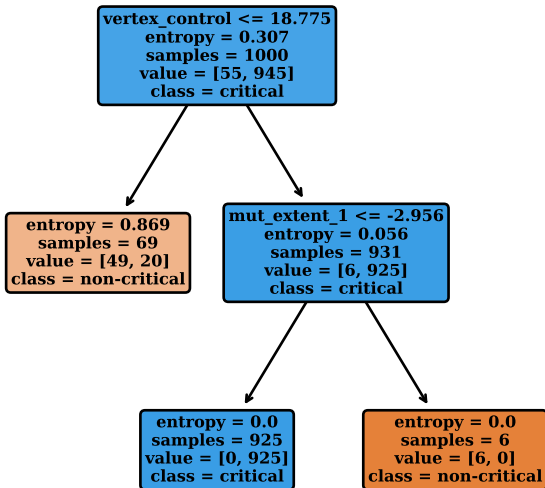 vertex_control <= 18.775
entropy = 0.307
samples = 1000
value = [55, 945]
class = critical
entropy = 0.869
samples = 69
value = [49, 20]
class = non-critical
mut_extent_1 <= -2.956
entropy = 0.056
samples = 931
value = [6, 925]
class = critical
entropy = 0.0
samples = 925
value = [0, 925]
class = critical
entropy = 0.0
samples = 6
value = [6, 0]
class = non-critical